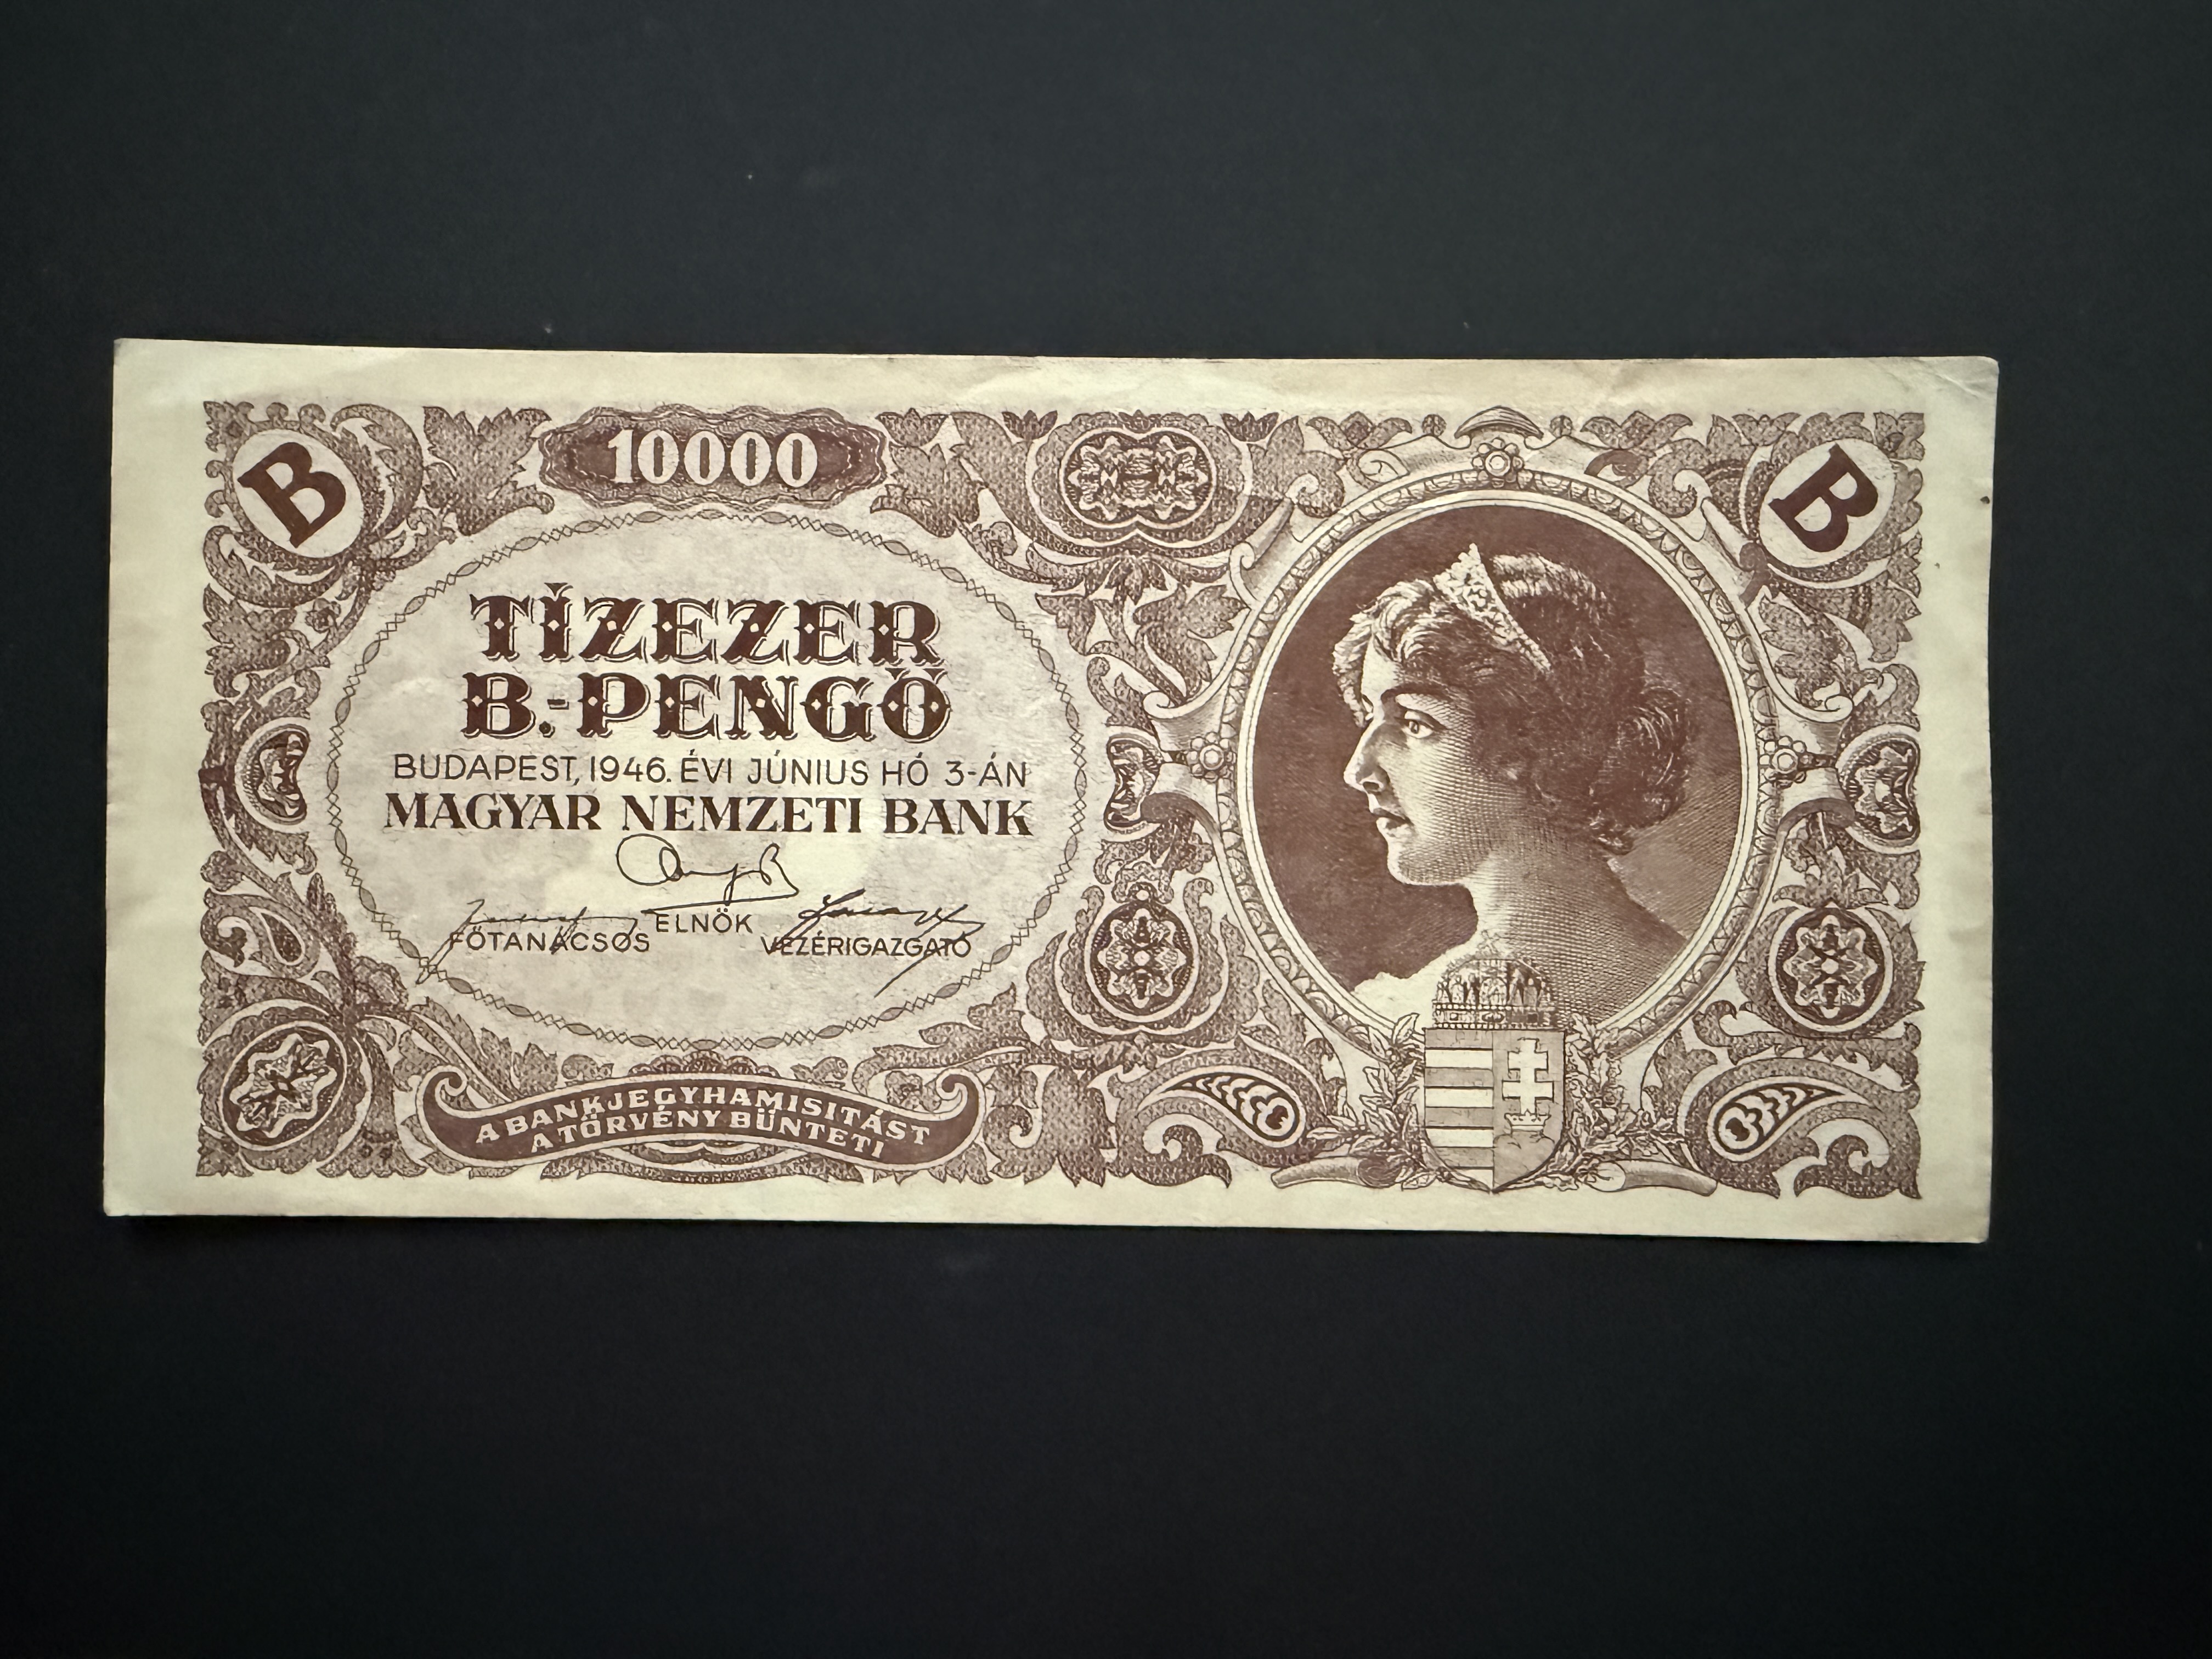 B
10000
B
TÍZEZER
B.-PENGŐ
BUDAPEST, 1946. ÉVI JÚNIUS HÓ 3-ÁN
MAGYAR NEMZETI BANK
FŐTANÁCSOS ELNÖK VEZÉRIGAZGATÓ
A BANKJEGYHAMISITÁST
A TÖRVÉNY BÜNTETI